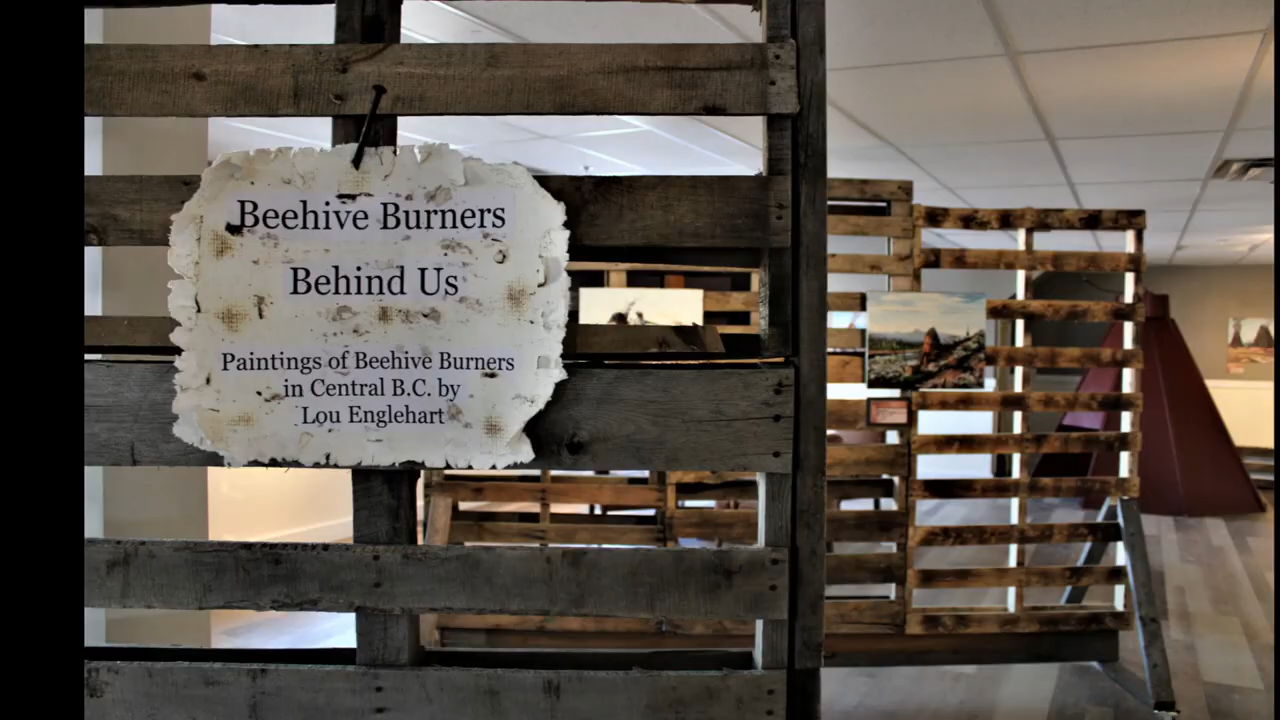 Beehive Burners
Behind Us
Paintings of Beehive Burners
in Central B.C. by
Lou Englehart